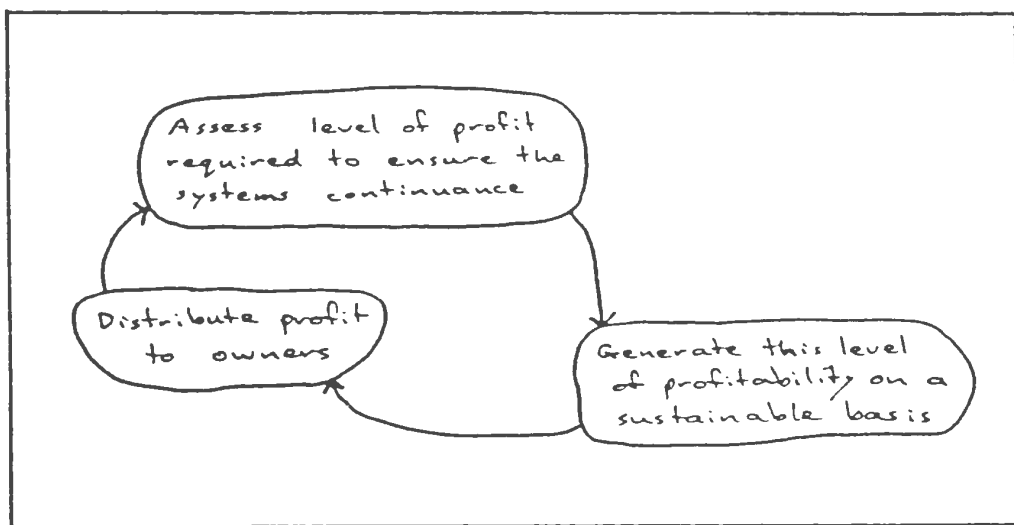 Assess level of profit
required to ensure the
systems continuance
Distribute profit
to owners
Generate this level
of profitability on a
sustainable basis